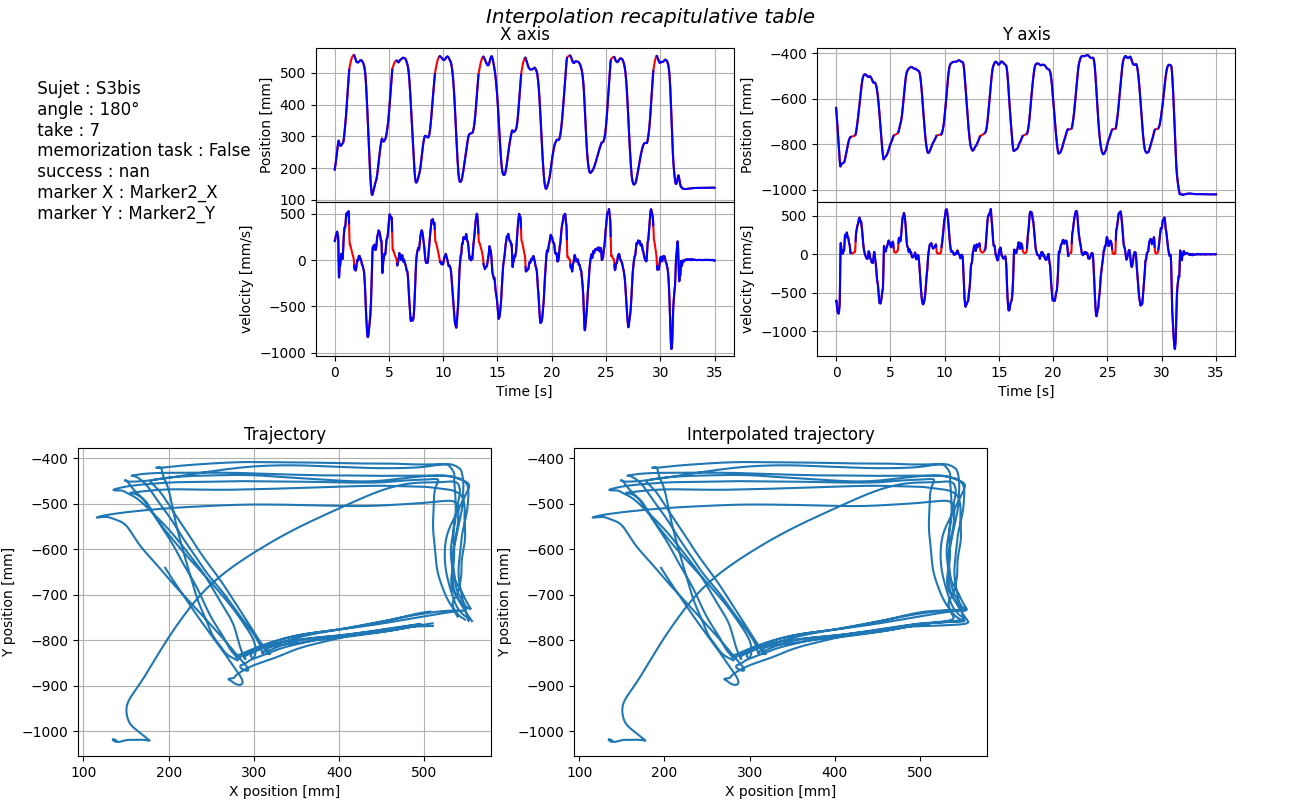 Interpolation recapitulative table
Sujet : S3bis
angle : 180°
take : 7
memorization task : False
success : nan
marker X : Marker2_X
marker Y : Marker2_Y
X axis
Position [mm]
500
400
300
200
100
velocity [mm/s]
500
0
−500
−1000
0 5 10 15 20 25 30 35
Time [s]
Y axis
Position [mm]
−400
−600
−800
−1000
velocity [mm/s]
500
0
−500
−1000
0 5 10 15 20 25 30 35
Time [s]
Trajectory
Y position [mm]
−400
−500
−600
−700
−800
−900
−1000
100 200 300 400 500
X position [mm]
Interpolated trajectory
Y position [mm]
−400
−500
−600
−700
−800
−900
−1000
100 200 300 400 500
X position [mm]